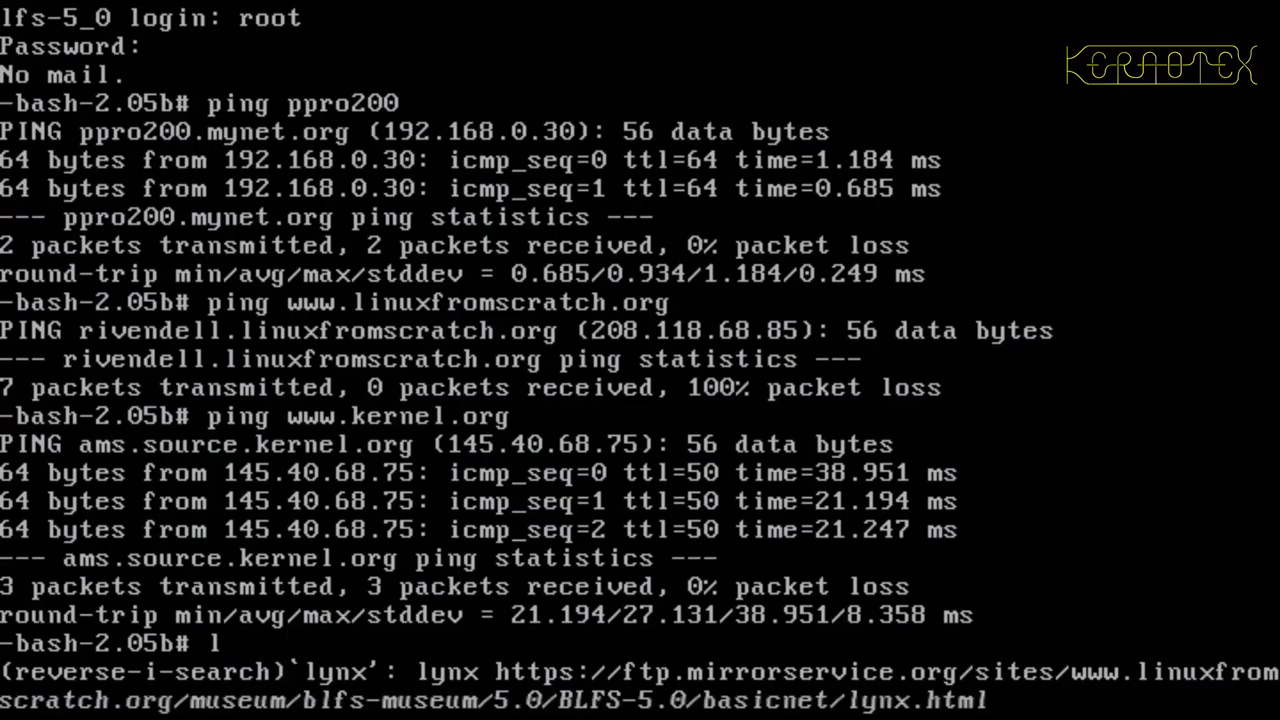 lfs-5_0 login: root
KERNOTEX
Password:
No mail.
-bash-2.05b# ping ppro200
PING ppro200.mynet.org (192.168.0.30): 56 data bytes
64 bytes from 192.168.0.30: icmp_seq=0 ttl=64 time=1.184 ms
64 bytes from 192.168.0.30: icmp_seq=1 ttl=64 time=0.685 ms
--- ppro200.mynet.org ping statistics ---
2 packets transmitted, 2 packets received, 0% packet loss
round-trip min/avg/max/stddev = 0.685/0.934/1.184/0.249 ms
-bash-2.05b# ping www.linuxfromscratch.org
PING rivendell.linuxfromscratch.org (208.118.68.85): 56 data bytes
--- rivendell.linuxfromscratch.org ping statistics ---
7 packets transmitted, 0 packets received, 100% packet loss
-bash-2.05b# ping www.kernel.org
PING ams.source.kernel.org (145.40.68.75): 56 data bytes
64 bytes from 145.40.68.75: icmp_seq=0 ttl=50 time=38.951 ms
64 bytes from 145.40.68.75: icmp_seq=1 ttl=50 time=21.194 ms
64 bytes from 145.40.68.75: icmp_seq=2 ttl=50 time=21.247 ms
--- ams.source.kernel.org ping statistics ---
3 packets transmitted, 3 packets received, 0% packet loss
round-trip min/avg/max/stddev = 21.194/27.131/38.951/8.358 ms
-bash-2.05b# l
(reverse-i-search)`lynx': lynx https://ftp.mirrorservice.org/sites/www.linuxfrom
scratch.org/museum/blfs-museum/5.0/BLFS-5.0/basicnet/lynx.html